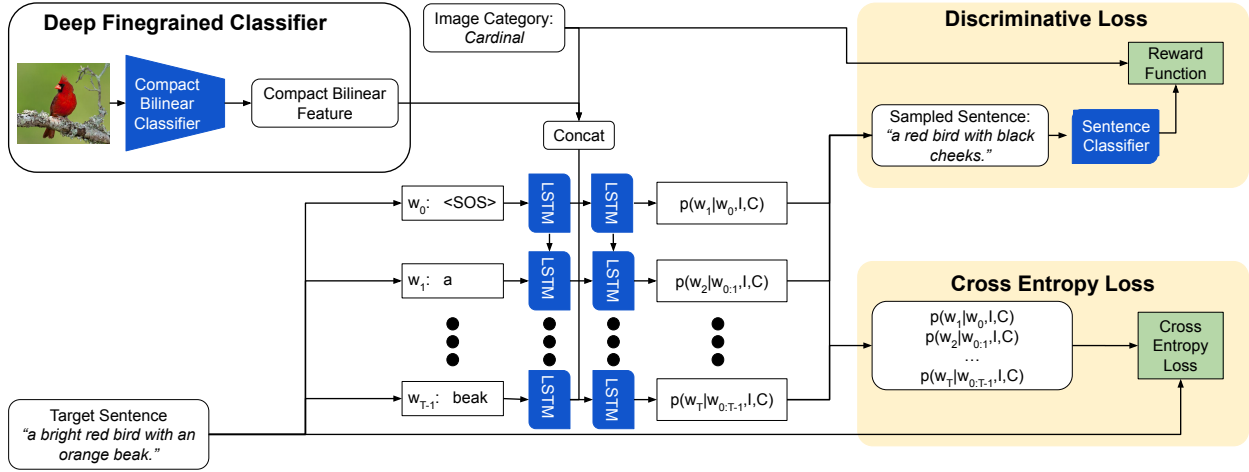 Deep Finegrained Classifier
Compact
Bilinear
Classifier
Compact Bilinear
Feature
Image Category:
Cardinal
Concat
Discriminative Loss
Reward
Function
Sampled Sentence:
“a red bird with black
cheeks.”
Sentence
Classifier
w0: <SOS>
LSTM
LSTM
p(w1|w0,I,C)
w1: a
LSTM
LSTM
p(w2|w0:1,I,C)
wT-1: beak
LSTM
LSTM
p(wT|w0:T-1,I,C)
Cross Entropy Loss
p(w1|w0,I,C)
p(w2|w0:1,I,C)
...
p(wT|w0:T-1,I,C)
Cross
Entropy
Loss
Target Sentence
“a bright red bird with an
orange beak.”